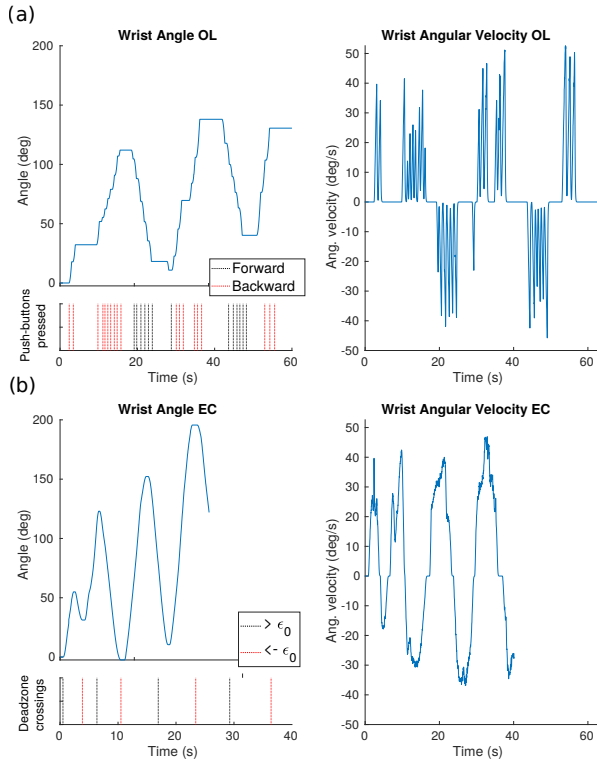 (a)
Wrist Angle OL
Wrist Angular Velocity OL
200
150
100
50
0
Angle (deg)
Forward
Backward
Push-buttons
pressed
0
20
40
60
Time (s)
50
40
30
20
10
0
-10
-20
-30
-40
-50
Ang. velocity (deg/s)
0
20
40
60
Time (s)
(b)
Wrist Angle EC
Wrist Angular Velocity EC
200
150
100
50
0
Angle (deg)
> ϵ0
<- ϵ0
Deadzone
crossings
0
10
20
30
40
Time (s)
50
40
30
20
10
0
-10
-20
-30
-40
-50
Ang. velocity (deg/s)
0
20
40
60
Time (s)